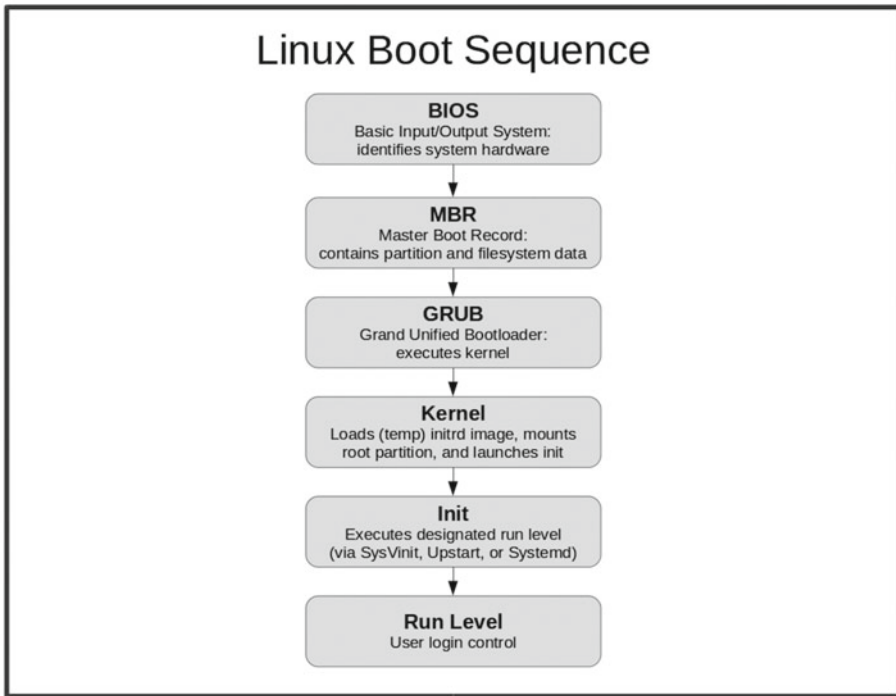 Linux Boot Sequence
BIOS
Basic Input/Output System:
identifies system hardware
MBR
Master Boot Record:
contains partition and filesystem data
GRUB
Grand Unified Bootloader:
executes kernel
Kernel
Loads (temp) initrd image, mounts
root partition, and launches init
Init
Executes designated run level
(via SysVinit, Upstart, or Systemd)
Run Level
User login control